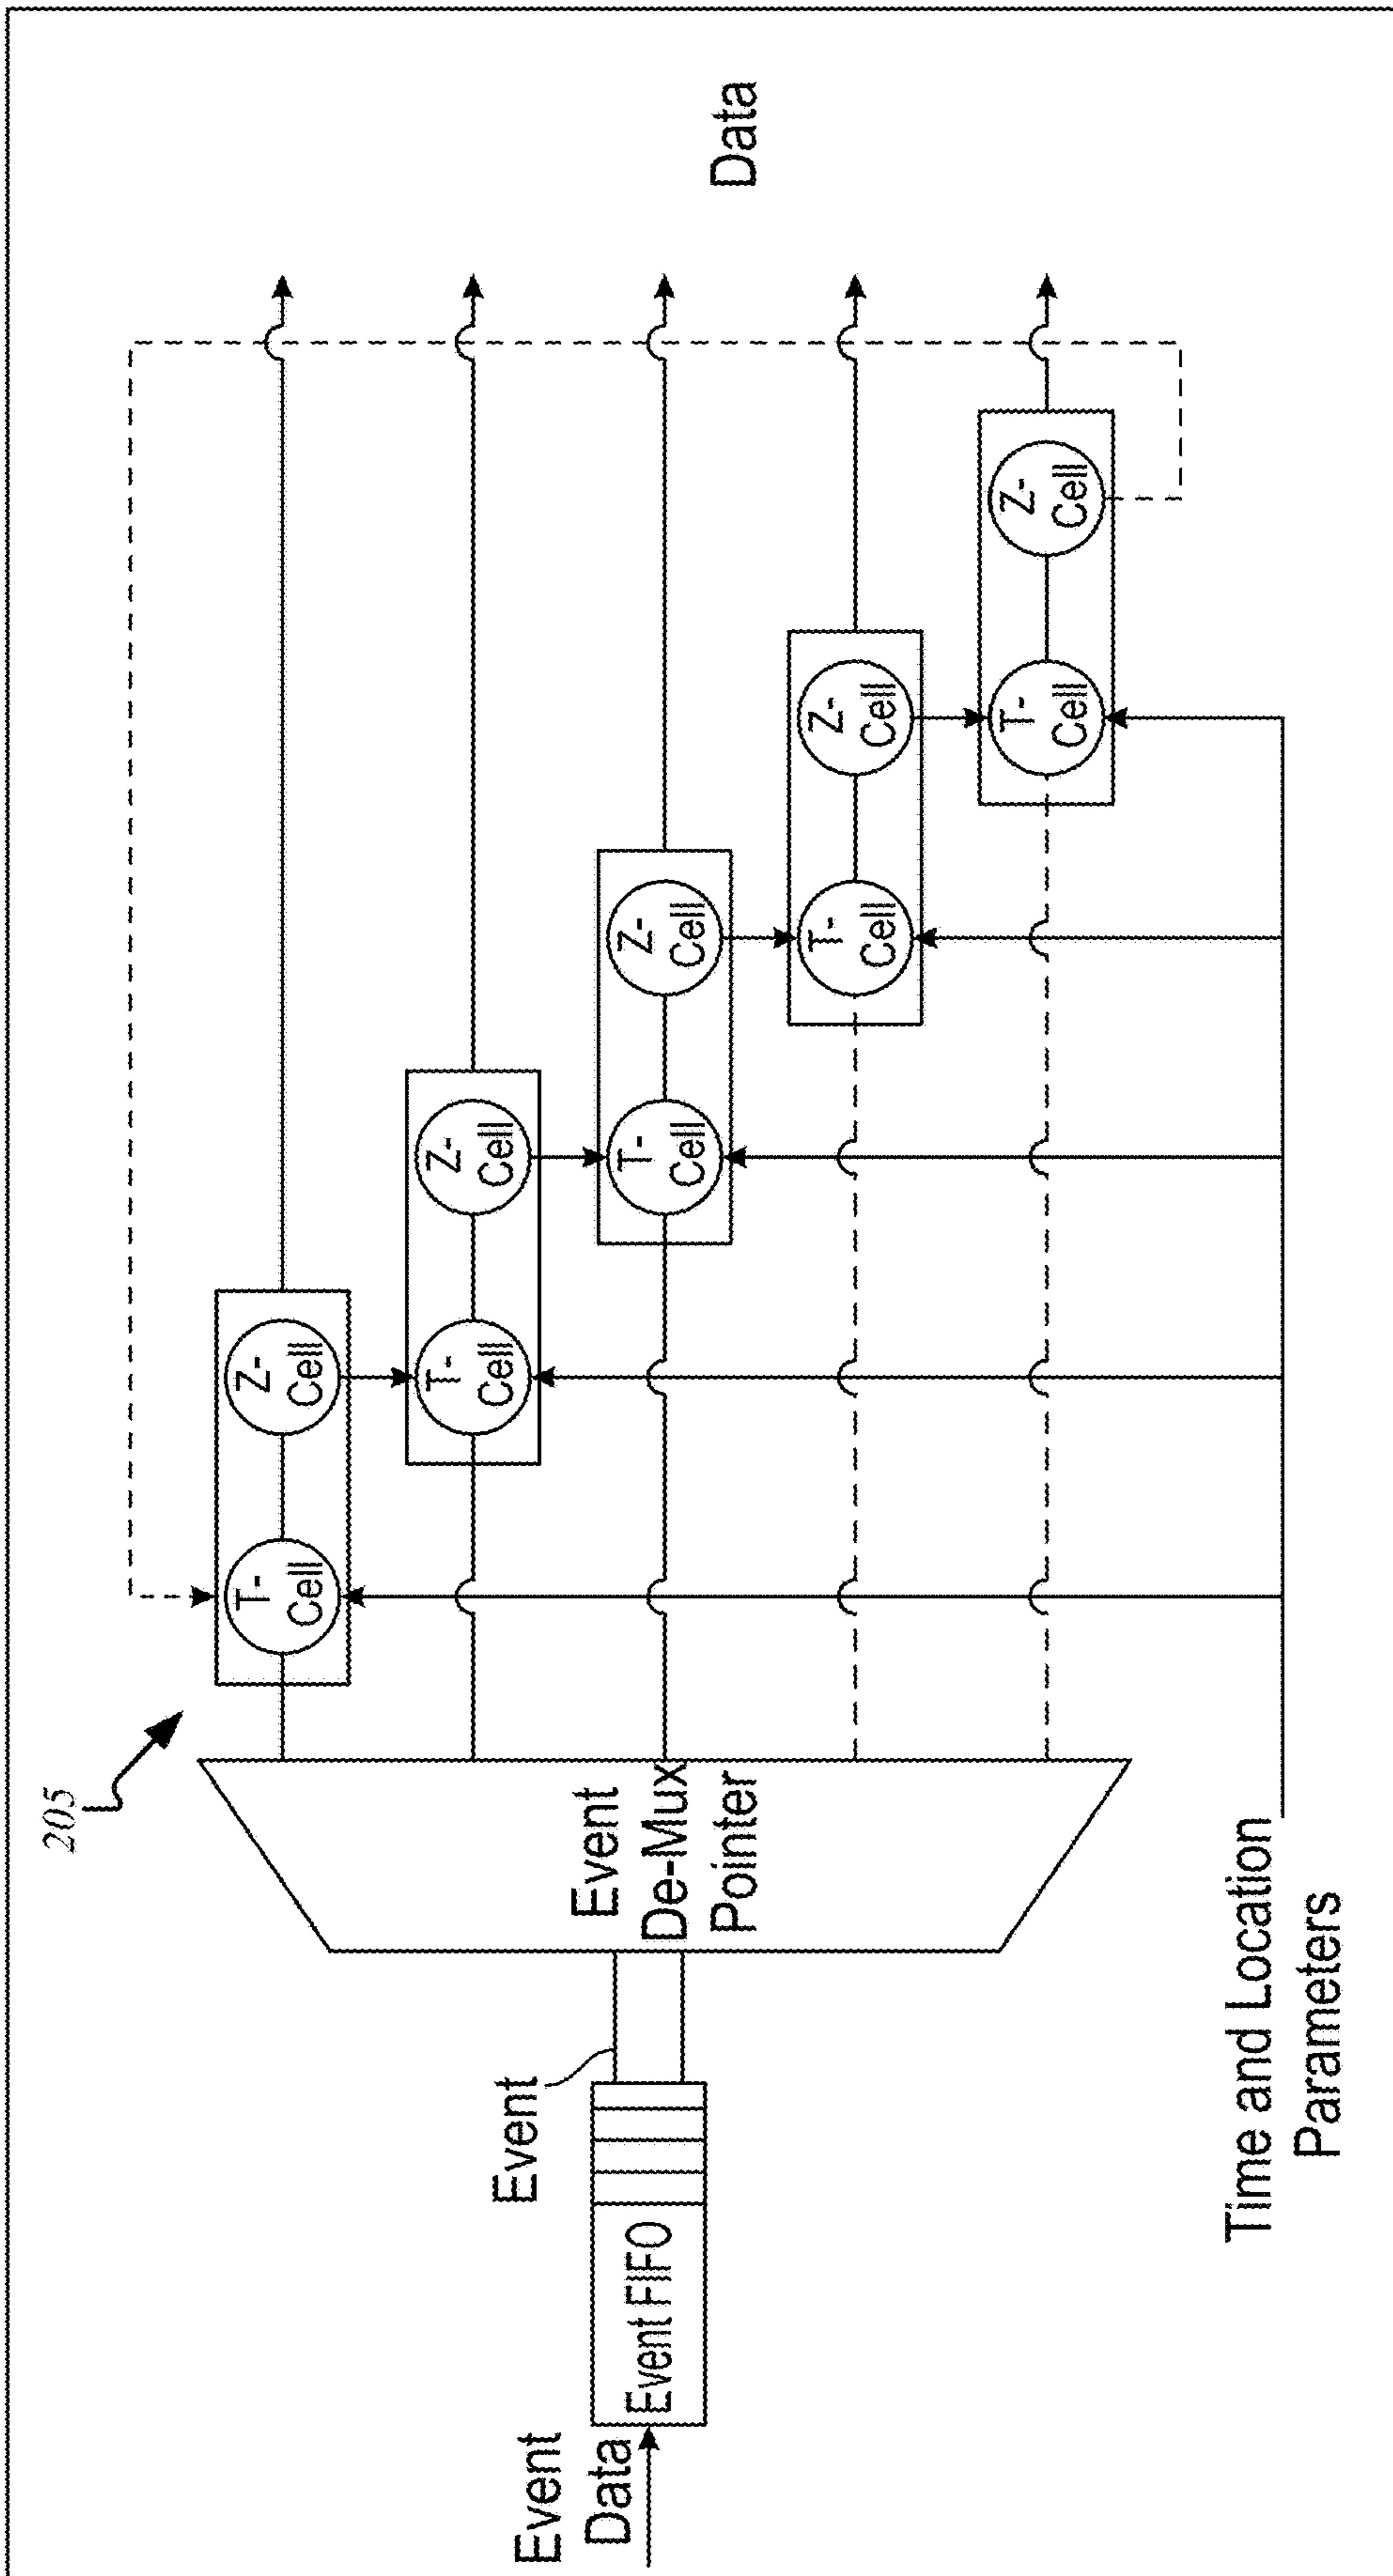 205
Event
Data
Event FIFO
Event
Event
De-Mux
Pointer
T-
Cell
Z-
Cell
T-
Cell
Z-
Cell
T-
Cell
Z-
Cell
T-
Cell
Z-
Cell
T-
Cell
Z-
Cell
Data
Time and Location
Parameters